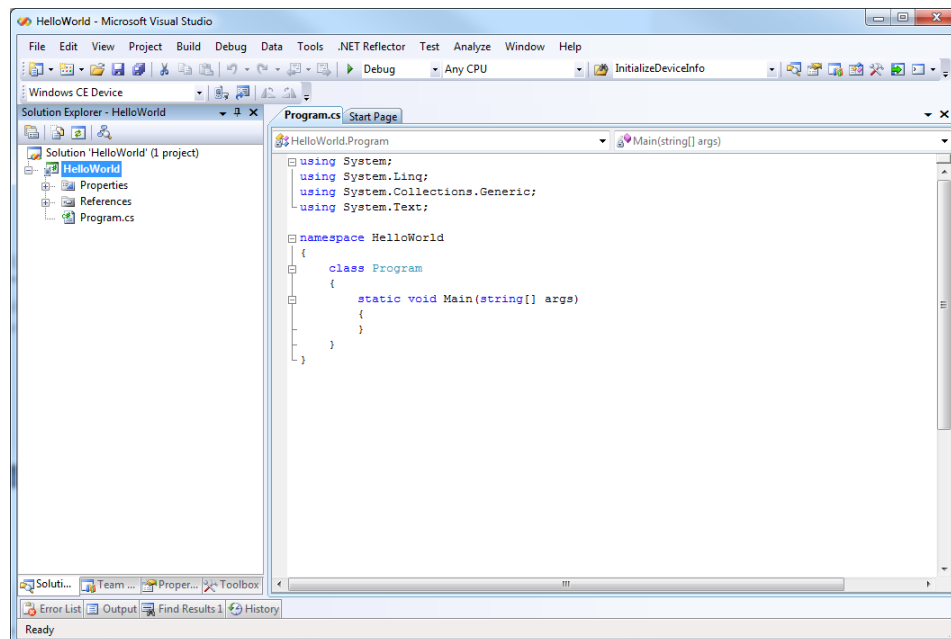 HelloWorld - Microsoft Visual Studio
File Edit View Project Build Debug Data Tools .NET Reflector Test Analyze Window Help
Debug Any CPU InitializeDeviceInfo
Windows CE Device
Solution Explorer - HelloWorld
Solution 'HelloWorld' (1 project)
HelloWorld
Properties
References
Program.cs
Soluti... Team ... Proper... Toolbox
Program.cs Start Page
HelloWorld.Program Main(string[] args)
using System;
using System.Linq;
using System.Collections.Generic;
using System.Text;
namespace HelloWorld
{
class Program
{
static void Main(string[] args)
{
}
}
}
Error List Output Find Results 1 History
Ready